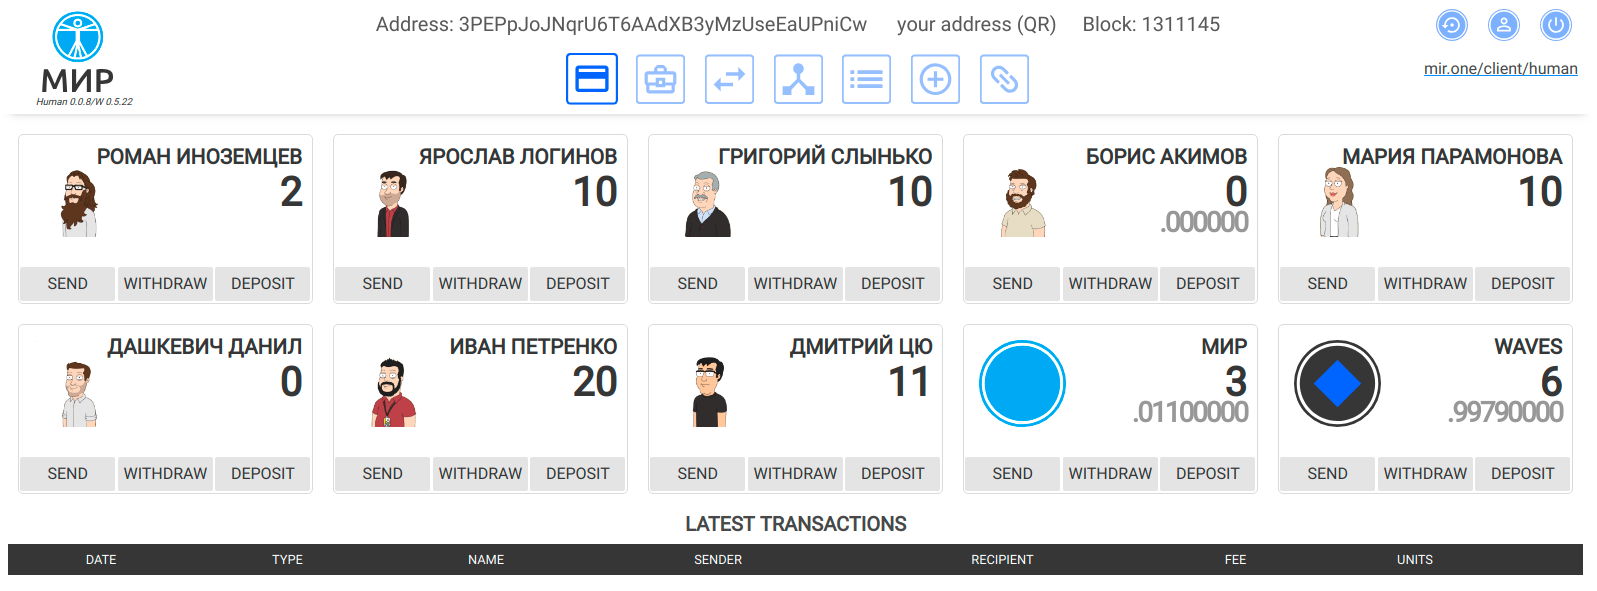 Address: 3PEPpJoJNqrU6T6AAdXB3yMzUseEaUPniCw your address (QR) Block: 1311145
МИР
Human 0.0.8/W 0.5.22
mir.one/client/human
РОМАН ИНОЗЕМЦЕВ
2
SEND WITHDRAW DEPOSIT
ЯРОСЛАВ ЛОГИНОВ
10
SEND WITHDRAW DEPOSIT
ГРИГОРИЙ СЛЫНЬКО
10
SEND WITHDRAW DEPOSIT
БОРИС АКИМОВ
0
.000000
SEND WITHDRAW DEPOSIT
МАРИЯ ПАРАМОНОВА
10
SEND WITHDRAW DEPOSIT
ДАШКЕВИЧ ДАНИЛ
0
SEND WITHDRAW DEPOSIT
ИВАН ПЕТРЕНКО
20
SEND WITHDRAW DEPOSIT
ДМИТРИЙ ЦЮ
11
SEND WITHDRAW DEPOSIT
МИР
3
.01100000
SEND WITHDRAW DEPOSIT
WAVES
6
.99790000
SEND WITHDRAW DEPOSIT
LATEST TRANSACTIONS
DATE TYPE NAME SENDER RECIPIENT FEE UNITS